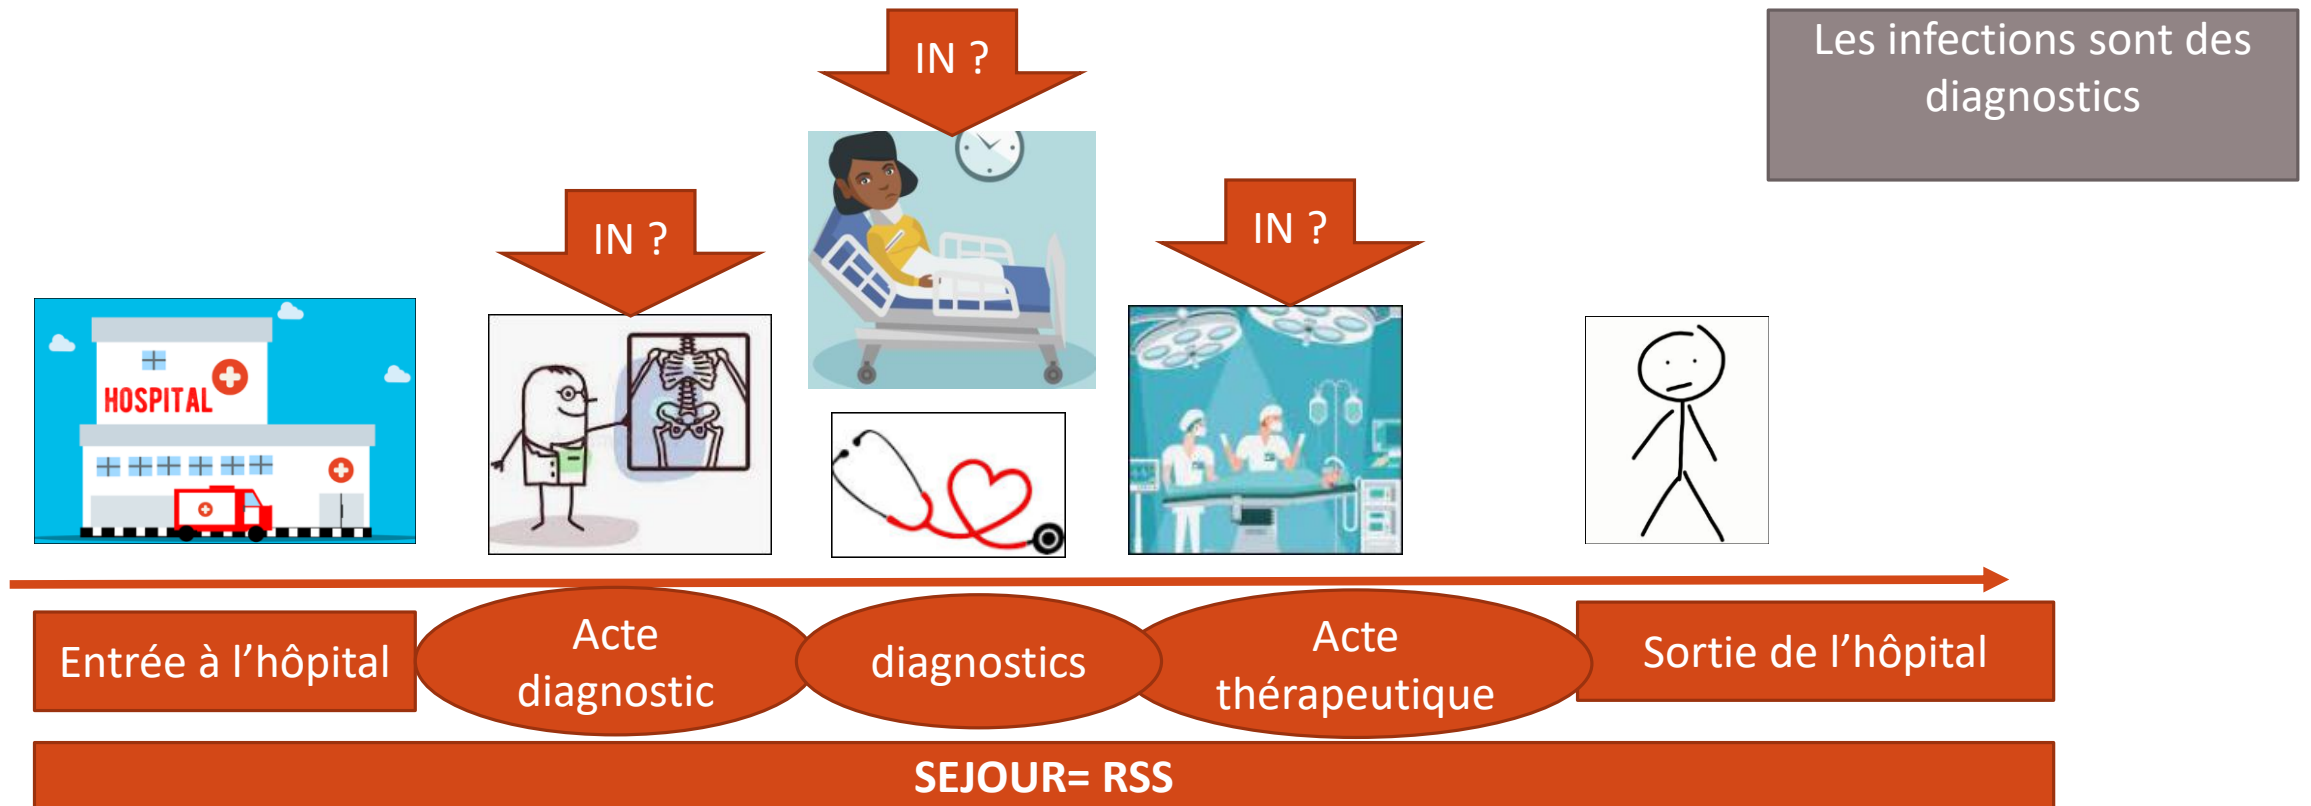 IN ?
Les infections sont des
diagnostics
IN ?
IN ?
HOSPITAL
Entrée à l’hôpital
Acte
diagnostic
diagnostics
Acte
thérapeutique
Sortie de l’hôpital
SEJOUR= RSS